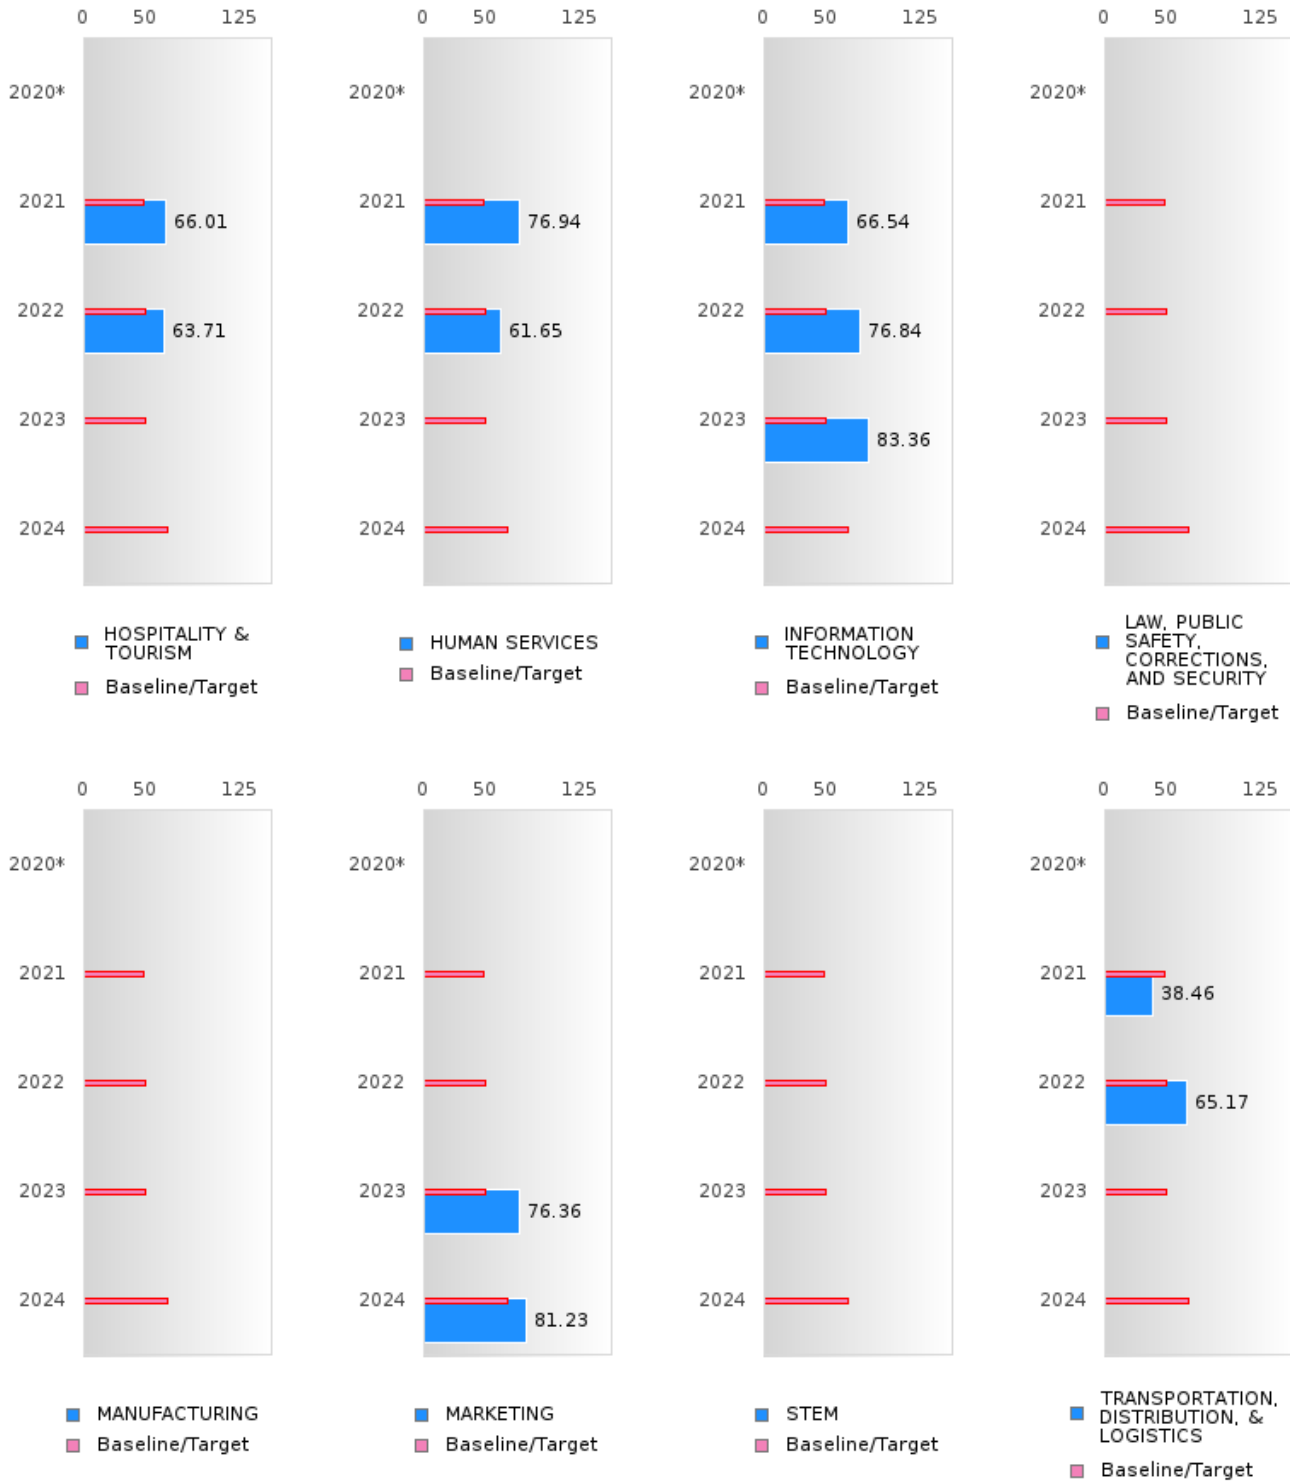 0 50 125 0 50 125 0 50 125 0 50 125
2020* 2020* 2020* 2020*
2021 66.01 2021 76.94 2021 66.54 2021
2022 63.71 2022 61.65 2022 76.84 2022
2023 2023 2023 83.36 2023
2024 2024 2024 2024
HOSPITALITY &
TOURISM
Baseline/Target
HUMAN SERVICES
Baseline/Target
INFORMATION
TECHNOLOGY
Baseline/Target
LAW, PUBLIC
SAFETY,
CORRECTIONS,
AND SECURITY
Baseline/Target
0 50 125 0 50 125 0 50 125 0 50 125
2020* 2020* 2020* 2020*
2021 2021 2021 2021 38.46
2022 2022 2022 2022 65.17
2023 2023 76.36 2023 2023
2024 2024 81.23 2024 2024
MANUFACTURING
Baseline/Target
MARKETING
Baseline/Target
STEM
Baseline/Target
TRANSPORTATION,
DISTRIBUTION, &
LOGISTICS
Baseline/Target